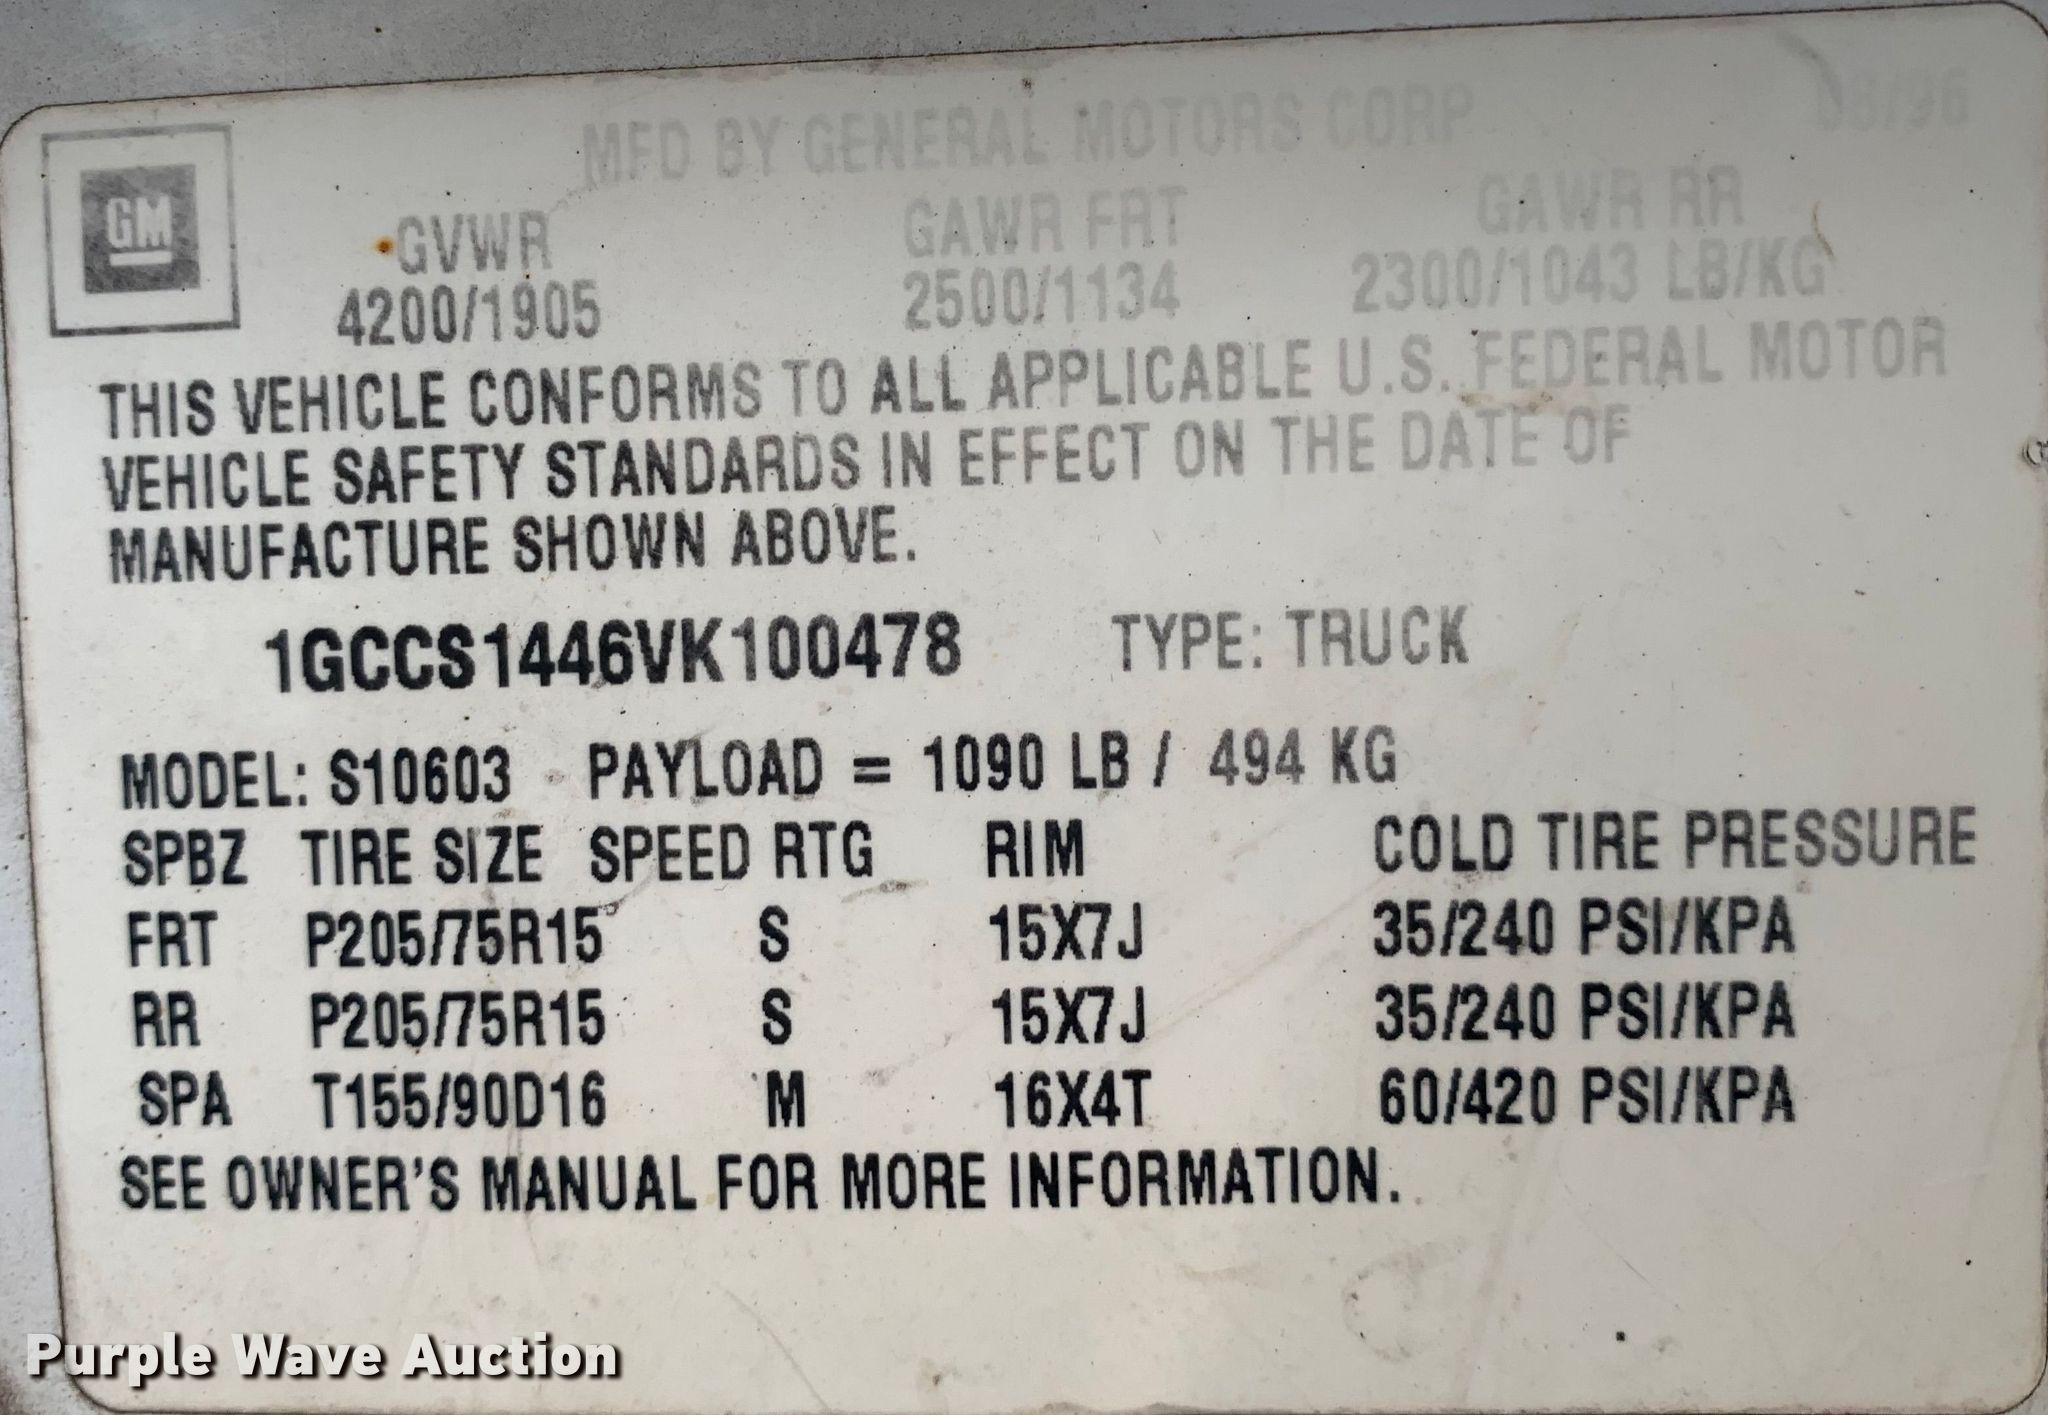 MFD BY GENERAL MOTORS CORP 08/96
GM
GVWR GAWR FRT GAWR RR
4200/1905 2500/1134 2300/1043 LB/KG
THIS VEHICLE CONFORMS TO ALL APPLICABLE U.S. FEDERAL MOTOR
VEHICLE SAFETY STANDARDS IN EFFECT ON THE DATE OF
MANUFACTURE SHOWN ABOVE.
1GCCS1446VK100478 TYPE: TRUCK
MODEL: S10603 PAYLOAD = 1090 LB / 494 KG
SPBZ TIRE SIZE SPEED RTG RIM COLD TIRE PRESSURE
FRT P205/75R15 S 15X7J 35/240 PSI/KPA
RR P205/75R15 S 15X7J 35/240 PSI/KPA
SPA T155/90D16 M 16X4T 60/420 PSI/KPA
SEE OWNER'S MANUAL FOR MORE INFORMATION.
Purple Wave Auction